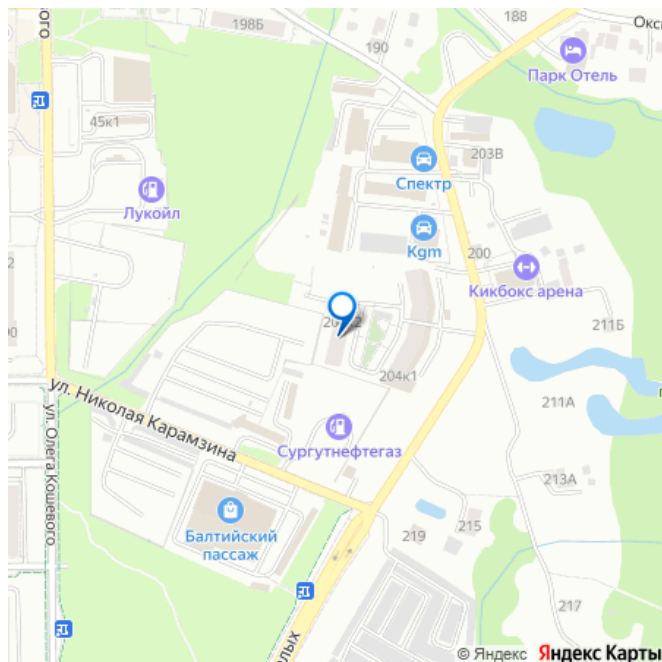 вого
198Б
190
188
Окс
Парк Отель
45к1
203В
Спектр
Лукойл
200
Kgm
Кикбокс арена
211Б
204к1
211А
ул. Николая Карамзина
ул. Олега Кошевого
Сургутнефтегаз
213А
Балтийский
пассаж
219
215
217
© Яндекс Яндекс Карты